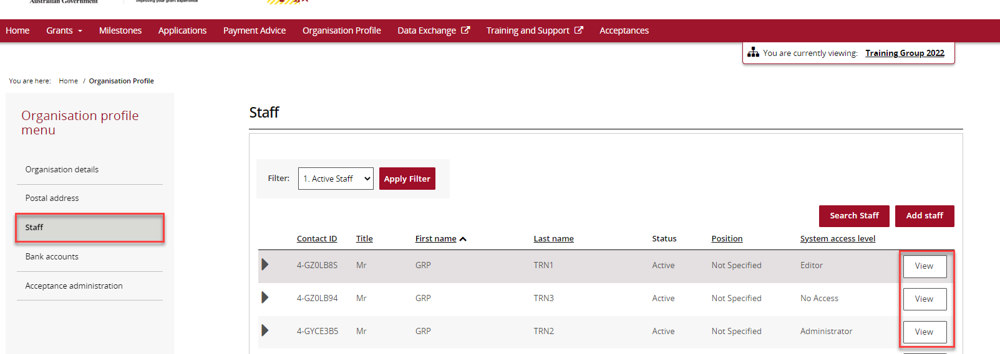 Australian Government
improving your grant experience
Home Grants Milestones Applications Payment Advice Organisation Profile Data Exchange Training and Support Acceptances
You are currently viewing: Training Group 2022
You are here: Home / Organisation Profile
Organisation profile
menu
Organisation details
Postal address
Staff
Bank accounts
Acceptance administration
Staff
Filter: 1. Active Staff Apply Filter
Search Staff Add staff
Contact ID Title First name Last name Status Position System access level
4-GZ0LB8S Mr GRP TRN1 Active Not Specified Editor View
4-GZ0LB94 Mr GRP TRN3 Active Not Specified No Access View
4-GYCE3B5 Mr GRP TRN2 Active Not Specified Administrator View